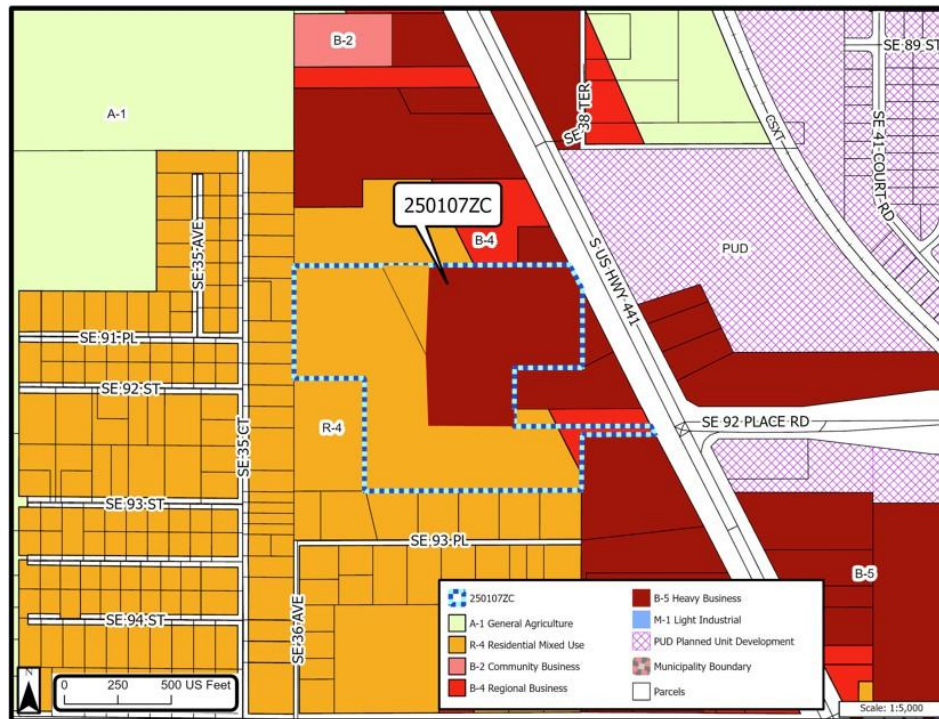 B-2
SE 89 ST
A-1
SE 38 TER
CSXT
SE 41 COURT RD
SE 35 AVE
250107ZC
B-4
PUD
S US HWY 441
SE 91 PL
SE 92 ST
R-4
SE 92 PLACE RD
SE 35 CT
SE 93 ST
SE 93 PL
B-5
SE 94 ST
SE 36 AVE
250107ZC
A-1 General Agriculture
R-4 Residential Mixed Use
B-2 Community Business
B-4 Regional Business
B-5 Heavy Business
M-1 Light Industrial
PUD Planned Unit Development
Municipality Boundary
Parcels
N
0 250 500 US Feet
Scale: 1:5,000